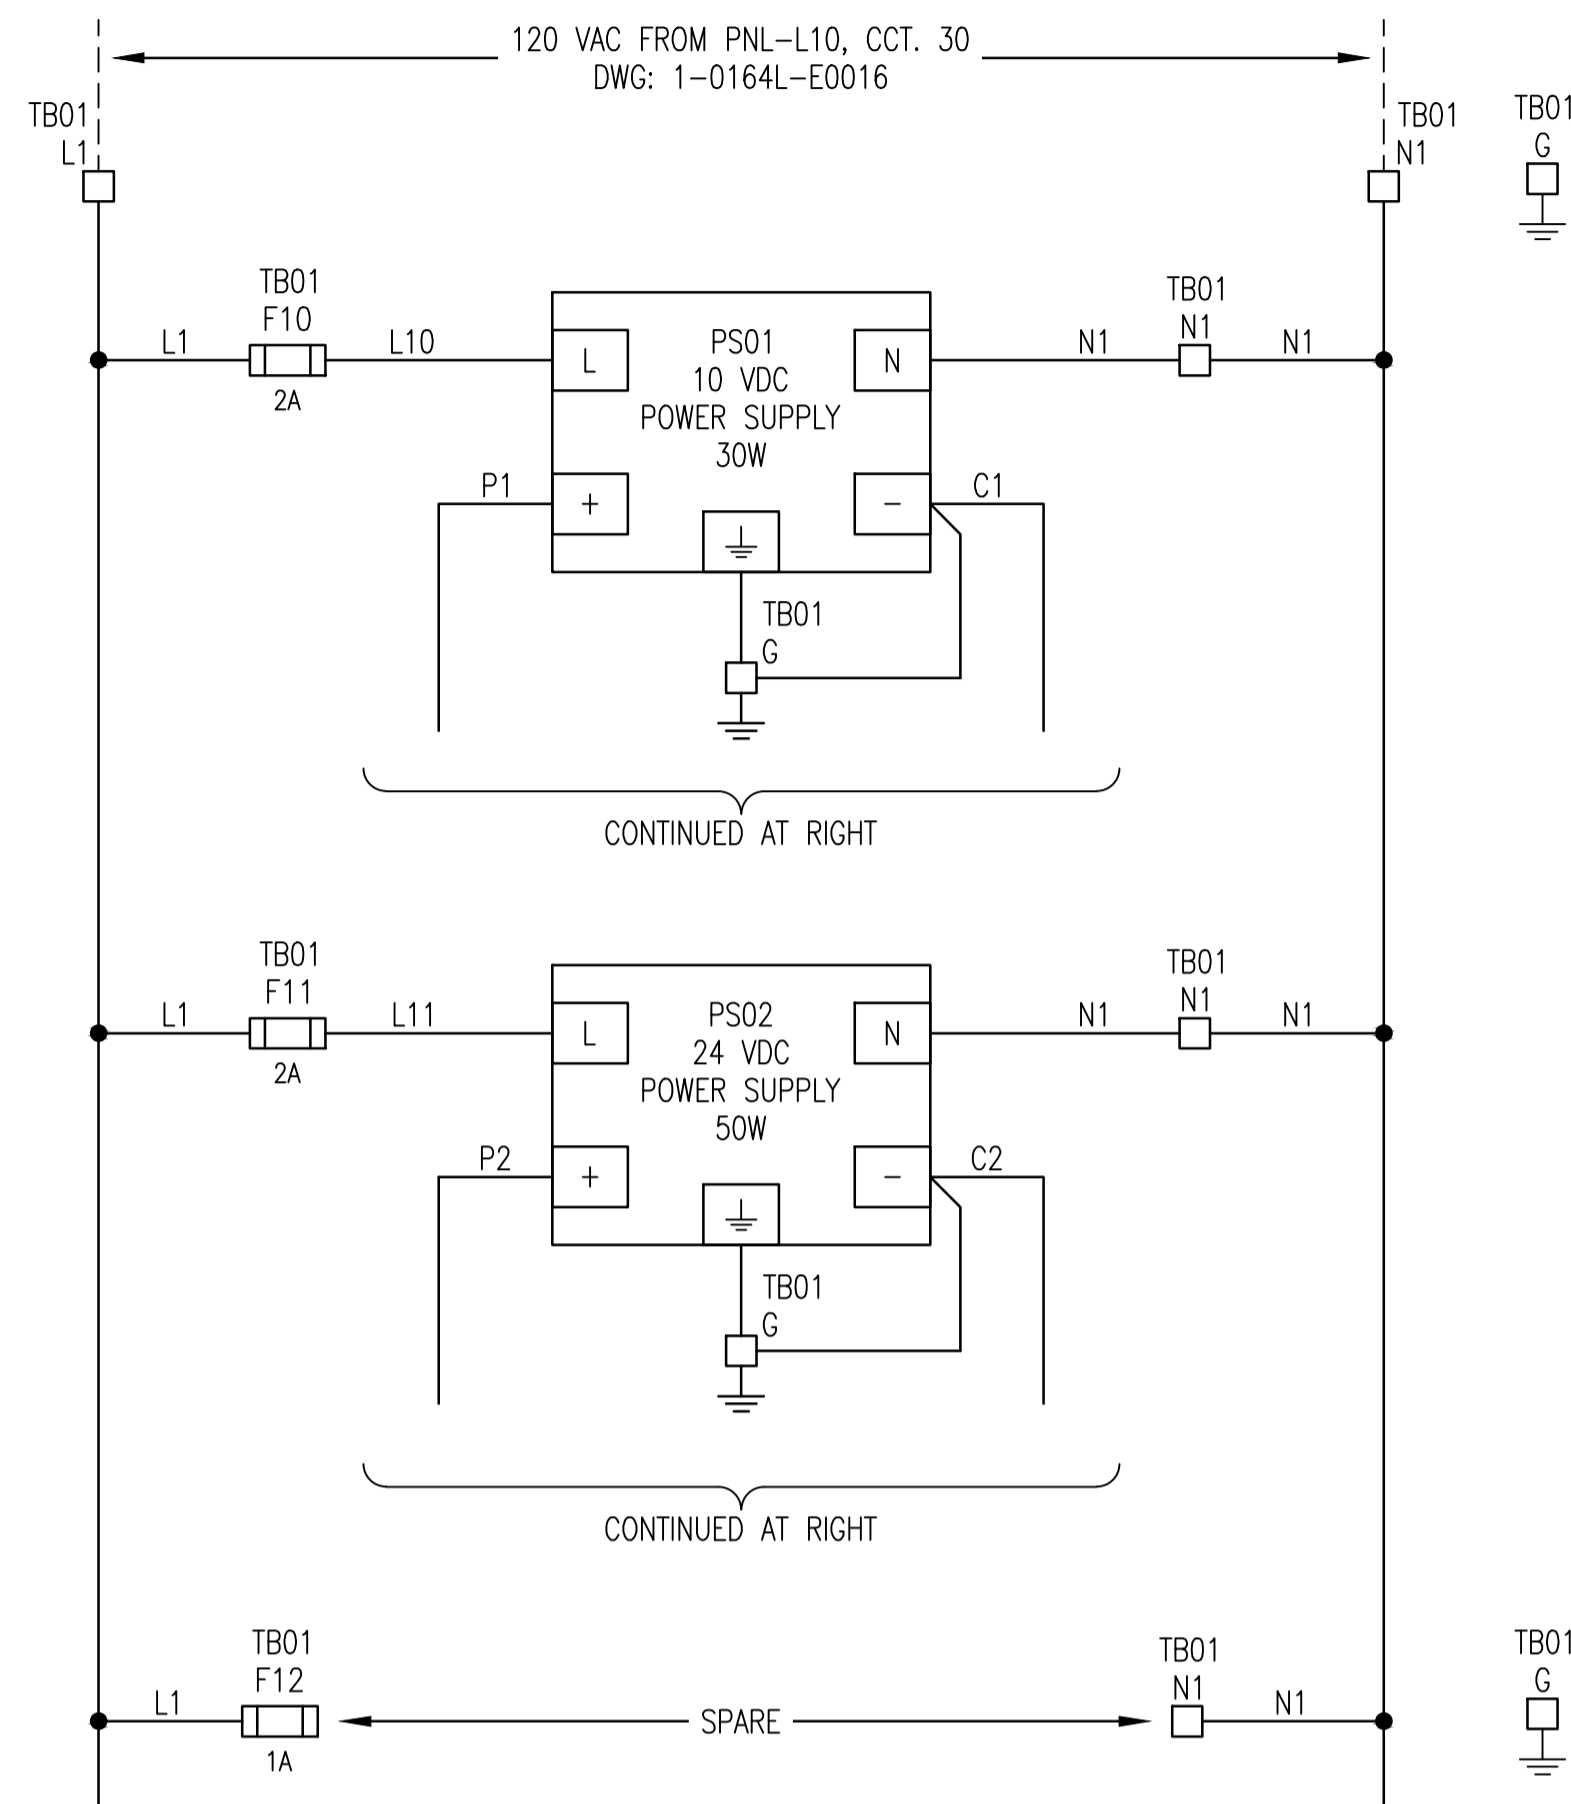 120 VAC FROM PNL-L10, CCT. 30
DWG: 1-0164L-E0016
TB01
L1
TB01
N1
TB01
G
TB01
F10
L1
L10
2A
PS01
10 VDC
POWER SUPPLY
30W
L
N
+
-
P1
C1
N1
TB01
N1
N1
TB01
G
CONTINUED AT RIGHT
TB01
F11
L1
L11
2A
PS02
24 VDC
POWER SUPPLY
50W
L
N
+
-
P2
C2
N1
TB01
N1
N1
TB01
G
CONTINUED AT RIGHT
TB01
F12
L1
1A
SPARE
TB01
N1
N1
TB01
G